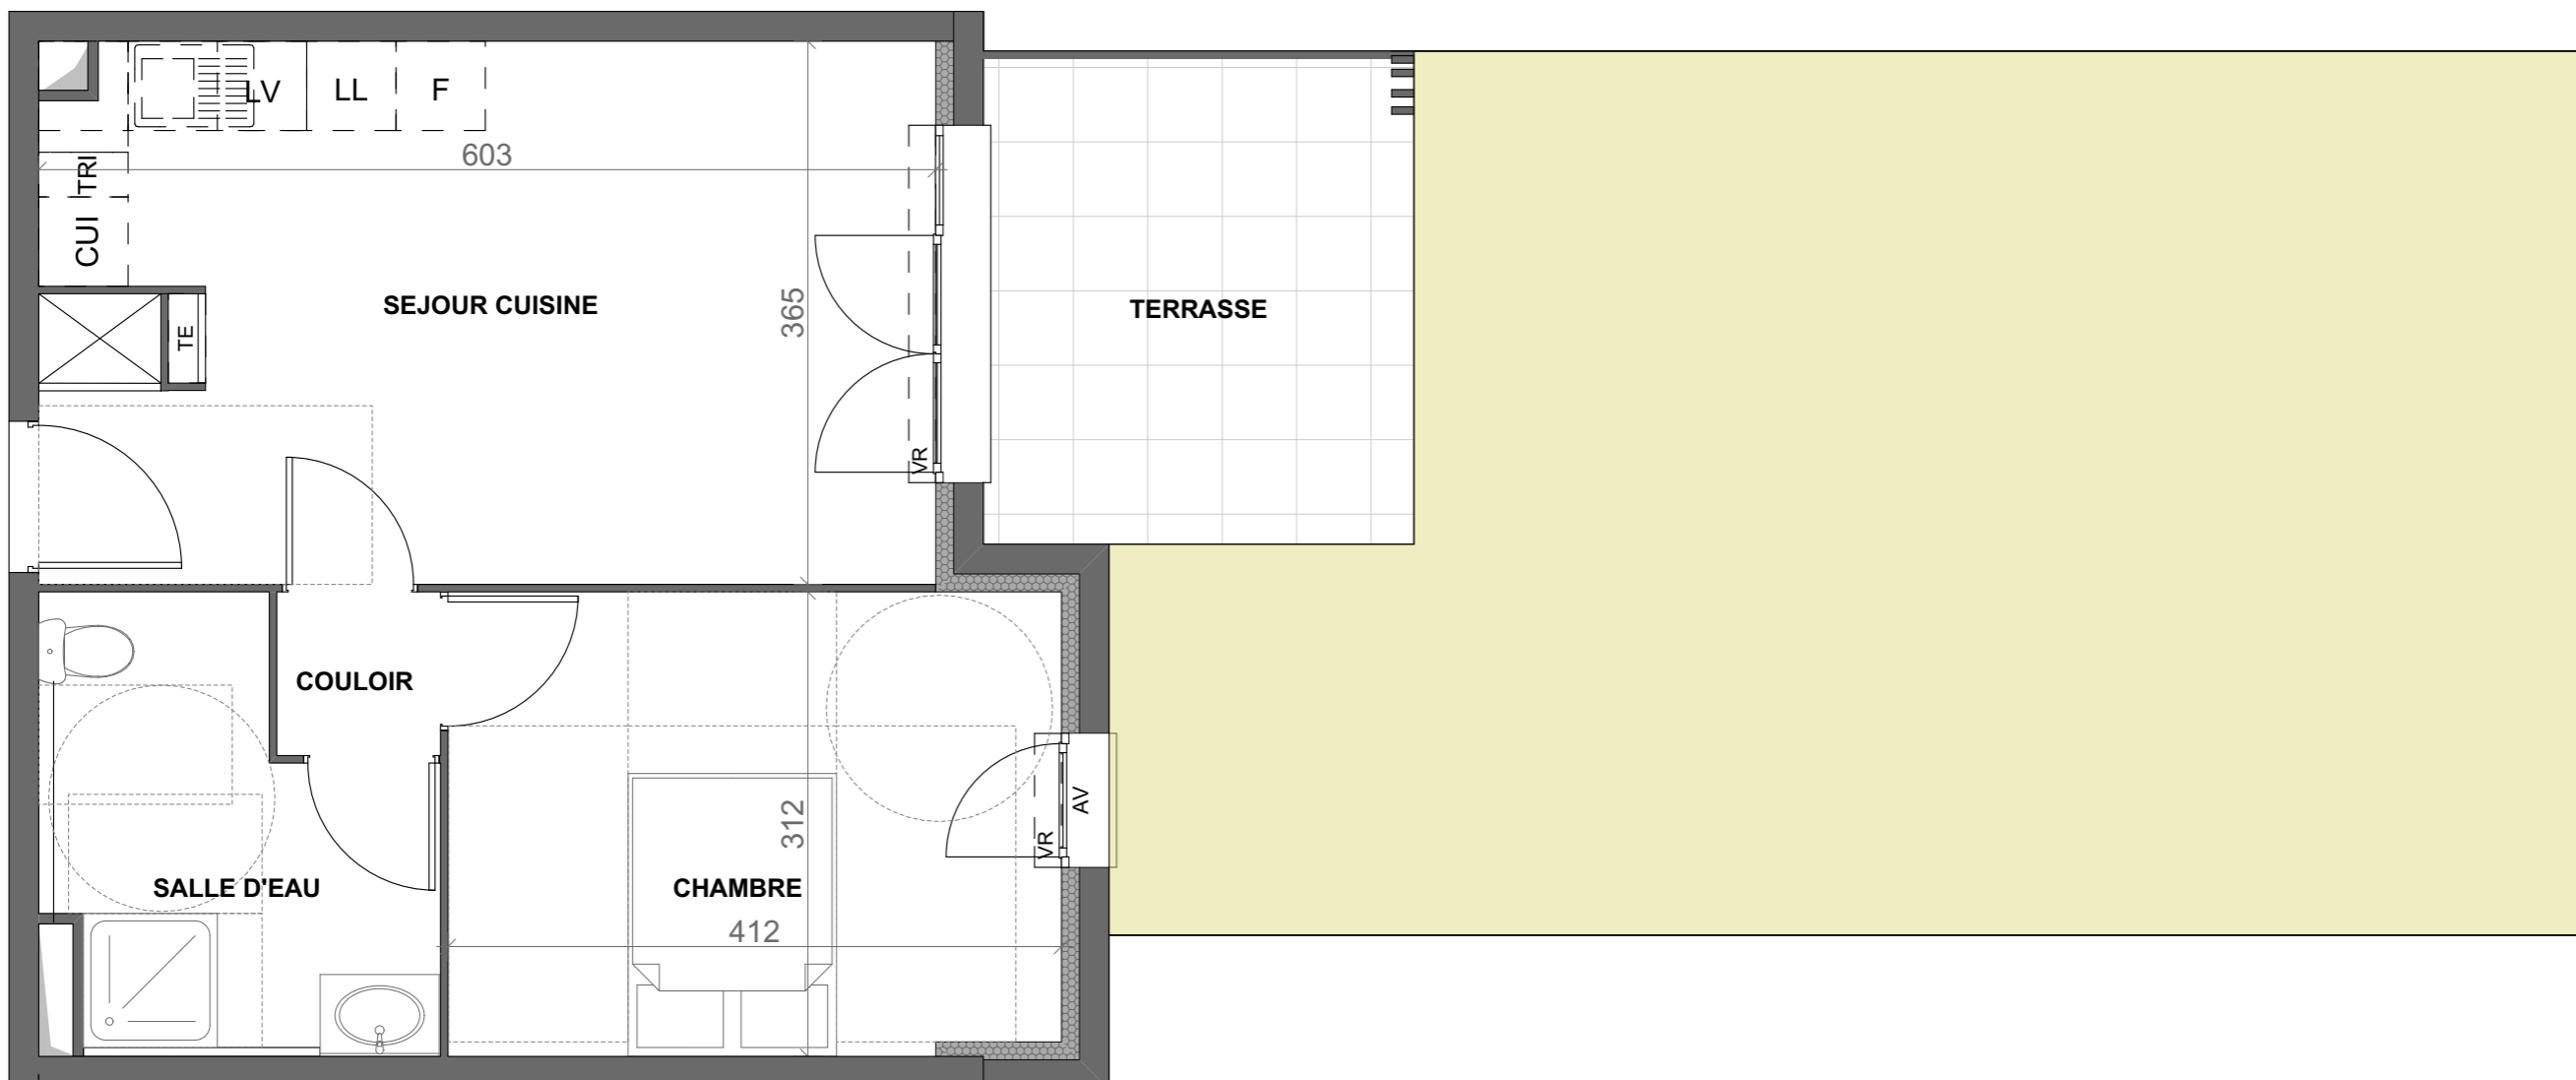 LV
LL
F
603
TRI
CUI
SEJOUR CUISINE
365
TERRASSE
TE
VR
COULOIR
312
AV
VR
SALLE D'EAU
CHAMBRE
412